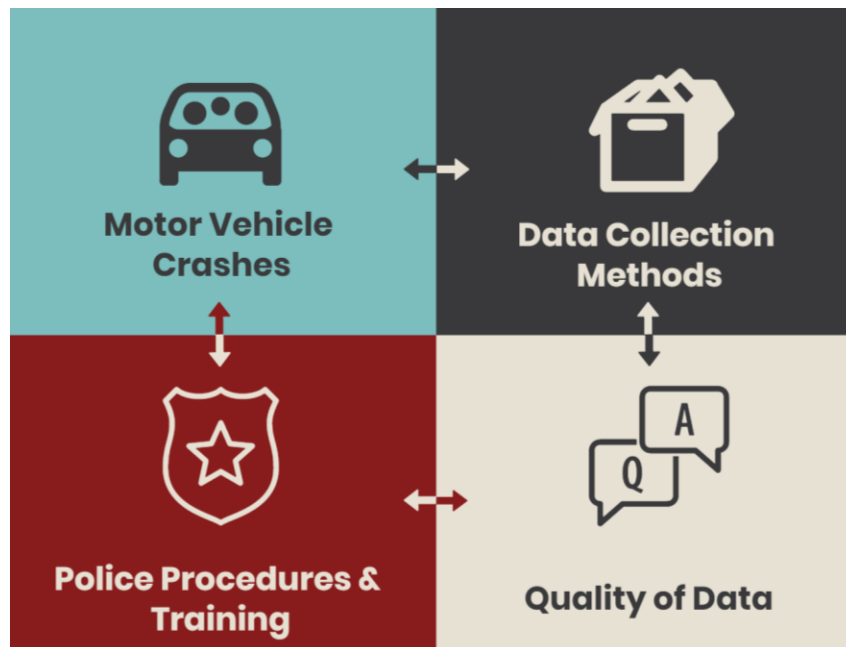 Motor Vehicle
Crashes
Data Collection
Methods
Police Procedures &
Training
Q
A
Quality of Data